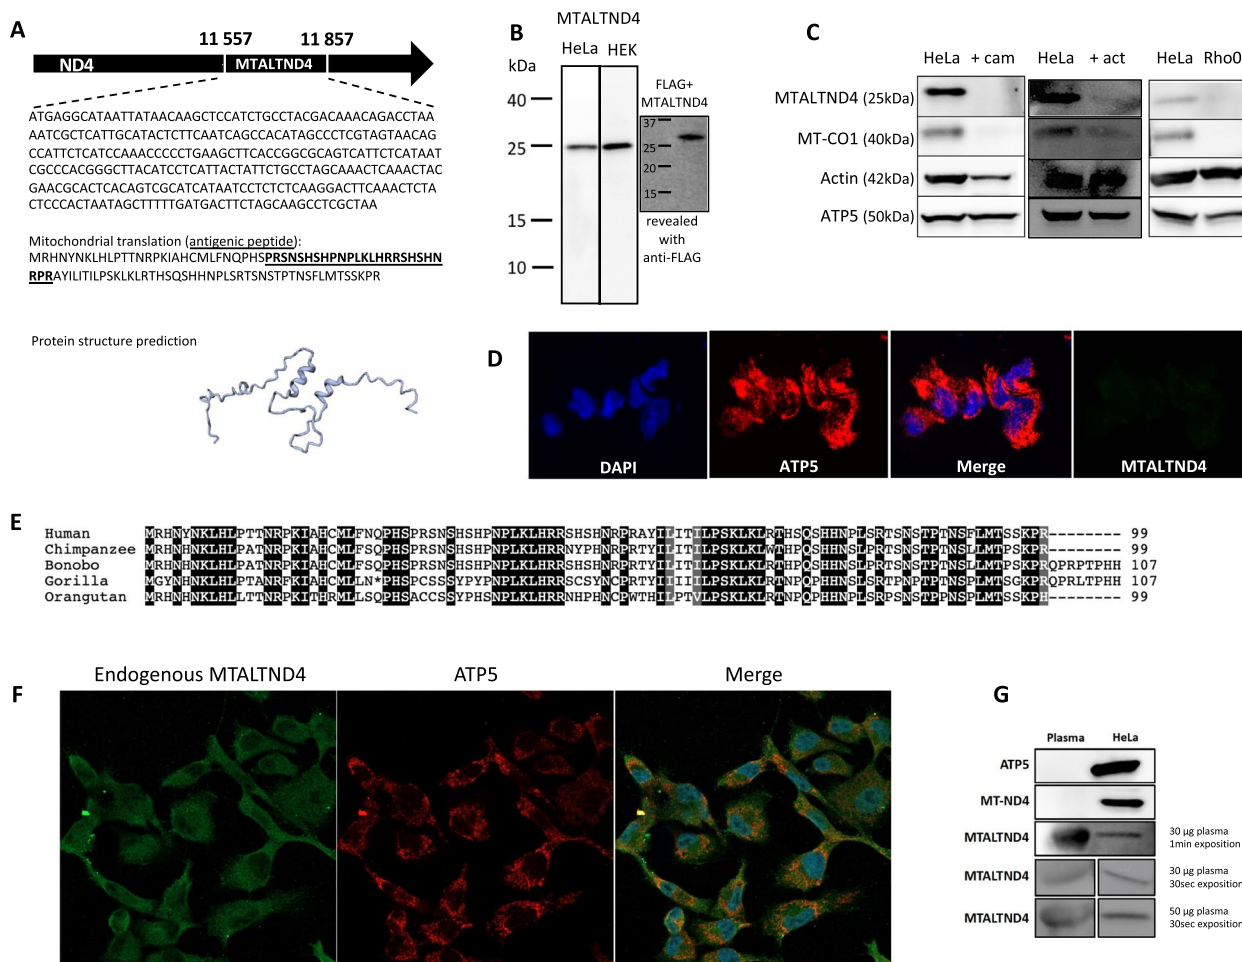 A
11 557 11 857
ND4
MTALTND4
ATGAGGCATAATTATAACAAGCTCCATCTGCCTACGACAAACAGACCTAA
AATCGCTCATTGCATACTCTTCAATCAGCCACATAGCCCTCGTAGTAACAG
CCATTCTCATCCAAACCCCCTGAAGCTTCACCGGCGCAGTCATTCTCATAAT
CGCCCACGGGCTTACATCCTCATTACTATTCTGCCTAGCAAACTCAAACTAC
GAACGCACTCACAGTCGCATCATAATCCTCTCTCAAGGACTTCAAACTCTA
CTCCCACTAATAGCTTTTTGATGACTTCTAGCAAGCCTCGCTAA
Mitochondrial translation (antigenic peptide):
MRHNYNKLHLPTTNRPKIAHCMLFNQPHSPRSNSHSHPNPLKLHRRSHSHN
RPRAYILITILPSKLKLRTHSQSHHNPLSRTSNSTPTNSFLMTSSKPR
Protein structure prediction
B
MTALTND4
HeLa HEK
kDa
40
25
15
10
FLAG+
MTALTND4
37
25
20
15
revealed
with
anti-FLAG
C
HeLa + cam HeLa + act HeLa Rho0
MTALTND4 (25kDa)
MT-CO1 (40kDa)
Actin (42kDa)
ATP5 (50kDa)
D
DAPI ATP5 Merge MTALTND4
E
Human MRHNYNKLHLPTTNRPKIAHCMLFNQPHSPRSNSHSHPNPLKLHRRSHSHNRPRAYILITILPSKLKLRTHSQSHHNPLSRTSNSTPTNSFLMTSSKPR-------- 99
Chimpanzee MRHNHNKLHLPATNRPKIAHCMLFSQPHSPRSNSHSHPNPLKLHRRNYPHNRPRTYILITILPSKLKLWTHPQSHHNPLSRTSNSTPTNSLLMTPSKPR-------- 99
Bonobo MRHNHNKLHLPATNRPKIAHCMLFSQPHSPRSNSHSHPNPLKLHRRSHSHNRPRTYILIILPSKLKLRTHPQSHHNPLSRTSNSTPTNSLLMTSSKPRQPRPTPHH 107
Gorilla MGYNHNKLHLPTANRFKIAHCMLLN*PHSPCSSSYPYPNPLKLHRRSCSYNCPRTYIIIILPSKLKLRTNPQSHHNPLSRTPNPTPTNSPLMTSGKPRQPRLTPHH 107
Orangutan MRHNHNKLHLLTTNRPKITHRMLLSQPHSACCSSYPHSNPLKLHRRNHPHNCPWTHILPTVLPSKLKLRTNPQPHHNPLSRPSNSTPPNSPLMTSSKPH-------- 99
F
Endogenous MTALTND4 ATP5 Merge
G
Plasma HeLa
ATP5
MT-ND4
MTALTND4
30 µg plasma
1min exposition
MTALTND4
30 µg plasma
30sec exposition
MTALTND4
50 µg plasma
30sec exposition